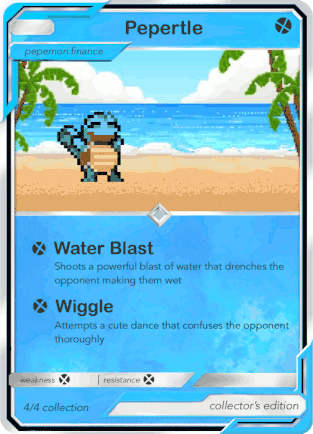 Pepertle
pepemon.finance
Water Blast
Shoots a powerful blast of water that drenches the
opponent making them wet
Wiggle
Attempts a cute dance that confuses the opponent
thoroughly
weakness | resistance
4/4 collection
collector's edition